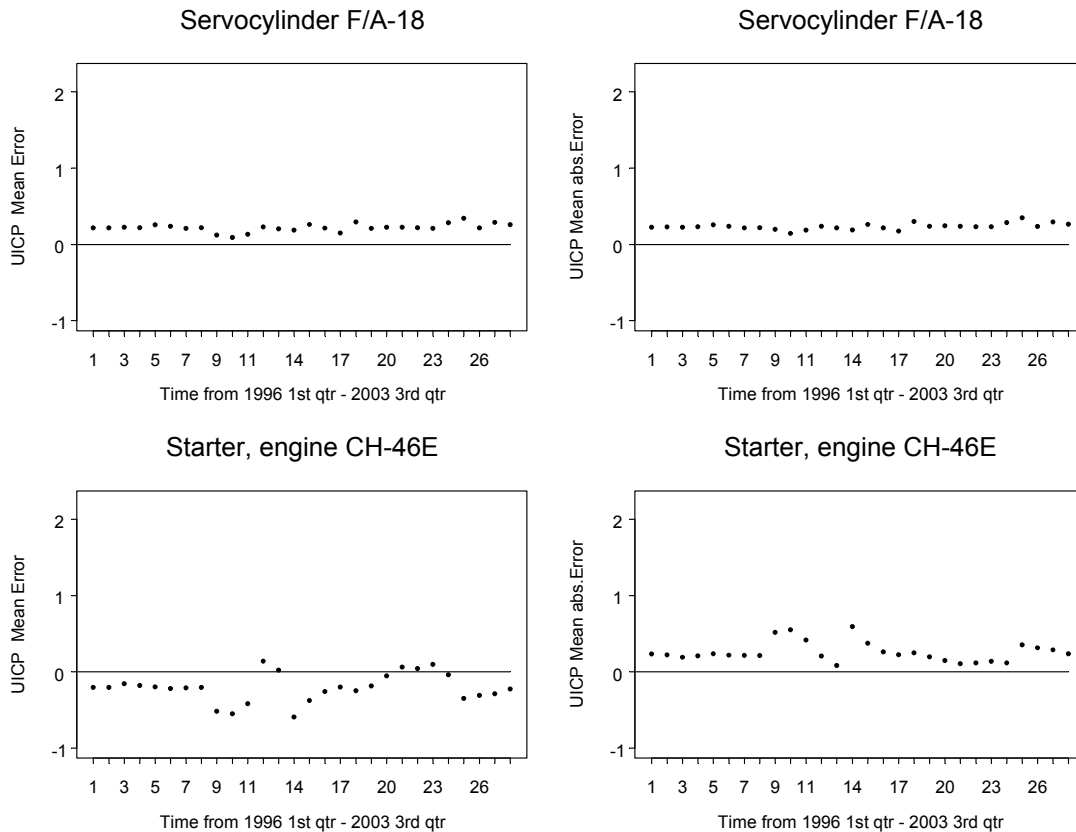 Servocylinder F/A-18
UICP Mean Error
2
1
0
-1
1 3 5 7 9 11 14 17 20 23 26
Time from 1996 1st qtr - 2003 3rd qtr
Servocylinder F/A-18
UICP Mean abs.Error
2
1
0
-1
1 3 5 7 9 11 14 17 20 23 26
Time from 1996 1st qtr - 2003 3rd qtr
Starter, engine CH-46E
UICP Mean Error
2
1
0
-1
1 3 5 7 9 11 14 17 20 23 26
Time from 1996 1st qtr - 2003 3rd qtr
Starter, engine CH-46E
UICP Mean abs.Error
2
1
0
-1
1 3 5 7 9 11 14 17 20 23 26
Time from 1996 1st qtr - 2003 3rd qtr